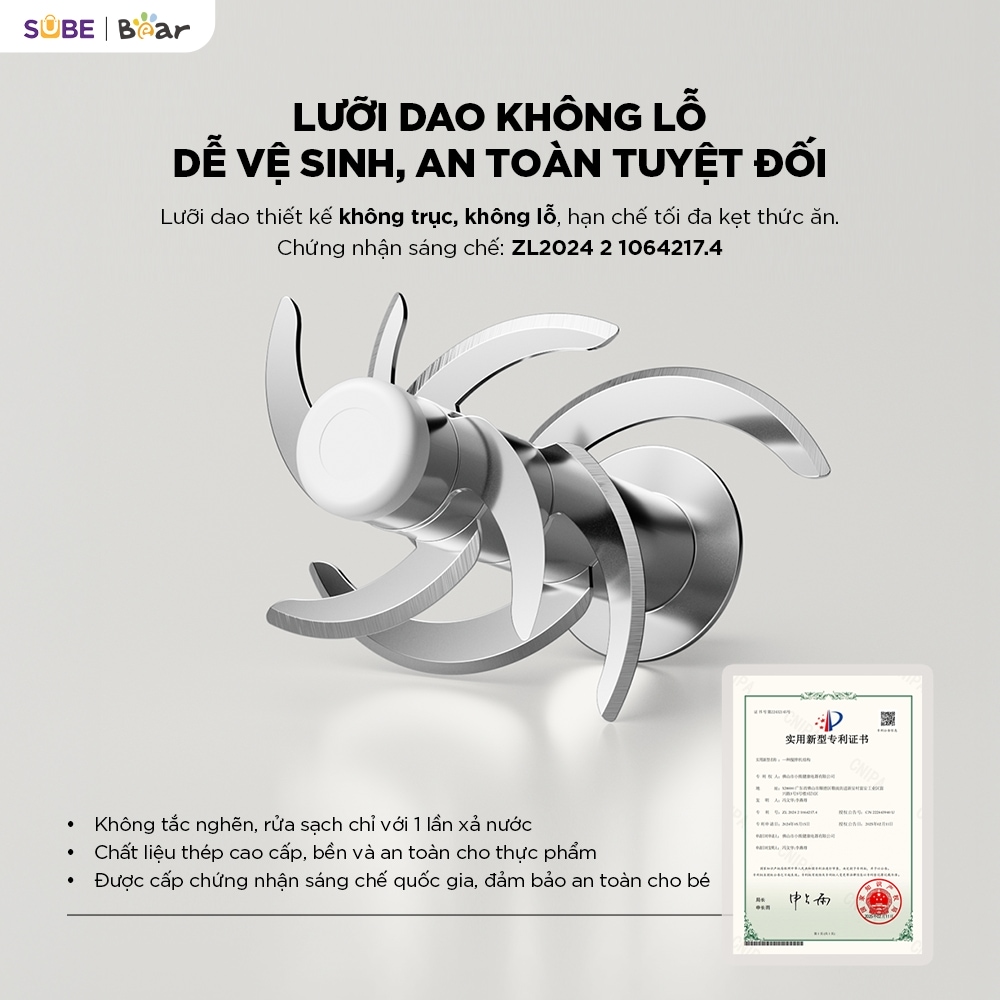 SUBE | Bear
LƯỠI DAO KHÔNG LỖ
DỄ VỆ SINH, AN TOÀN TUYỆT ĐỐI
Lưỡi dao thiết kế không trục, không lỗ, hạn chế tối đa kẹt thức ăn.
Chứng nhận sáng chế: ZL2024 2 1064217.4
• Không tắc nghẽn, rửa sạch chỉ với 1 lần xả nước
• Chất liệu thép cao cấp, bền và an toàn cho thực phẩm
• Được cấp chứng nhận sáng chế quốc gia, đảm bảo an toàn cho bé
CNIPA
实用新型专利证书